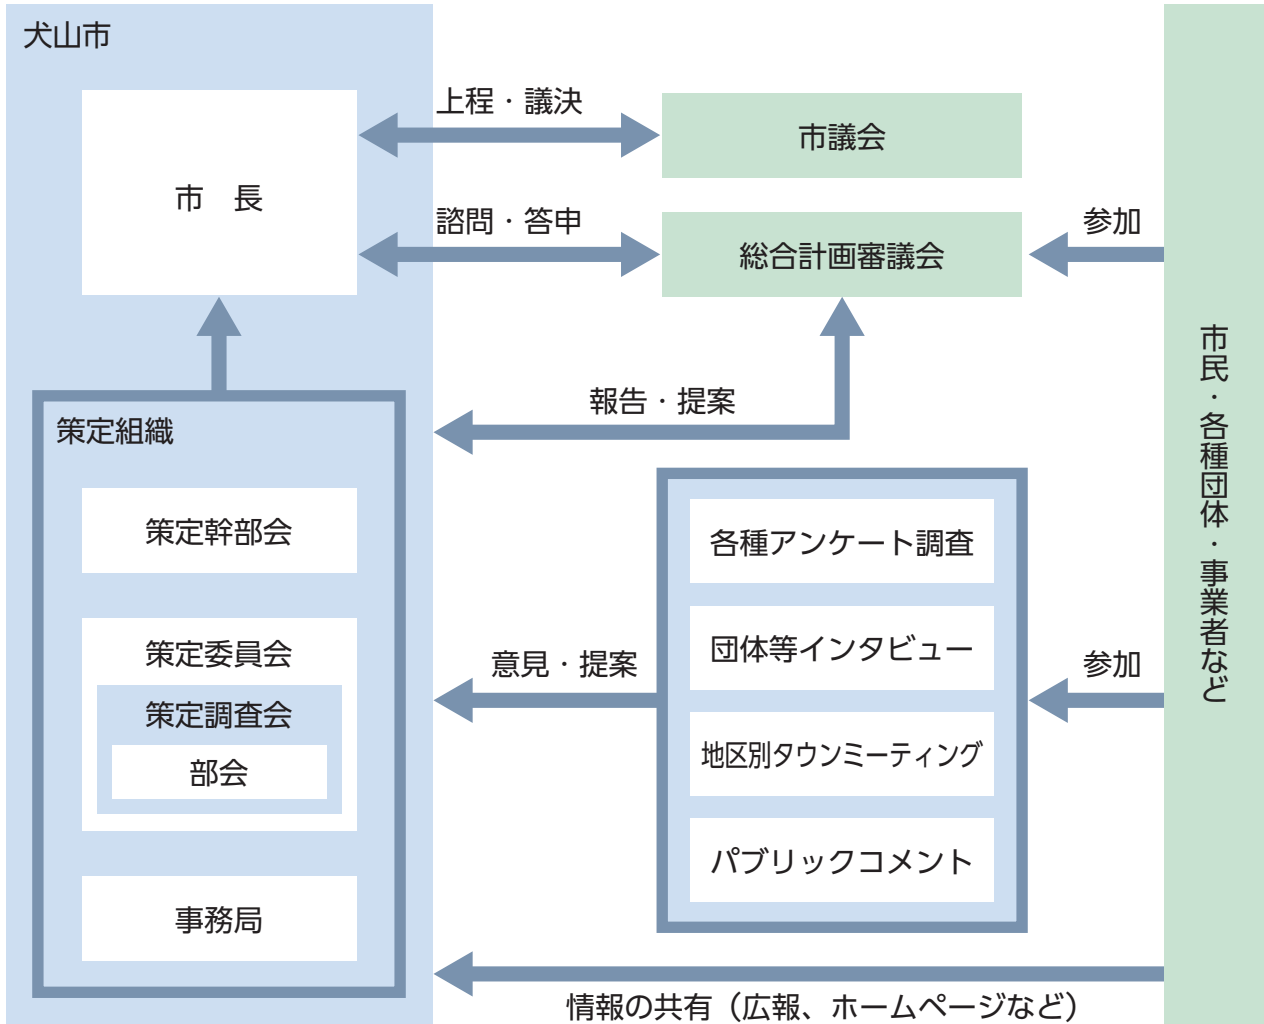 犬山市
市　長
上程・議決
市議会
諮問・答申
総合計画審議会
参加
報告・提案
策定組織
策定幹部会
策定委員会
策定調査会
部会
事務局
意見・提案
各種アンケート調査
団体等インタビュー
地区別タウンミーティング
パブリックコメント
参加
市民・各種団体・事業者など
情報の共有（広報、ホームページなど）